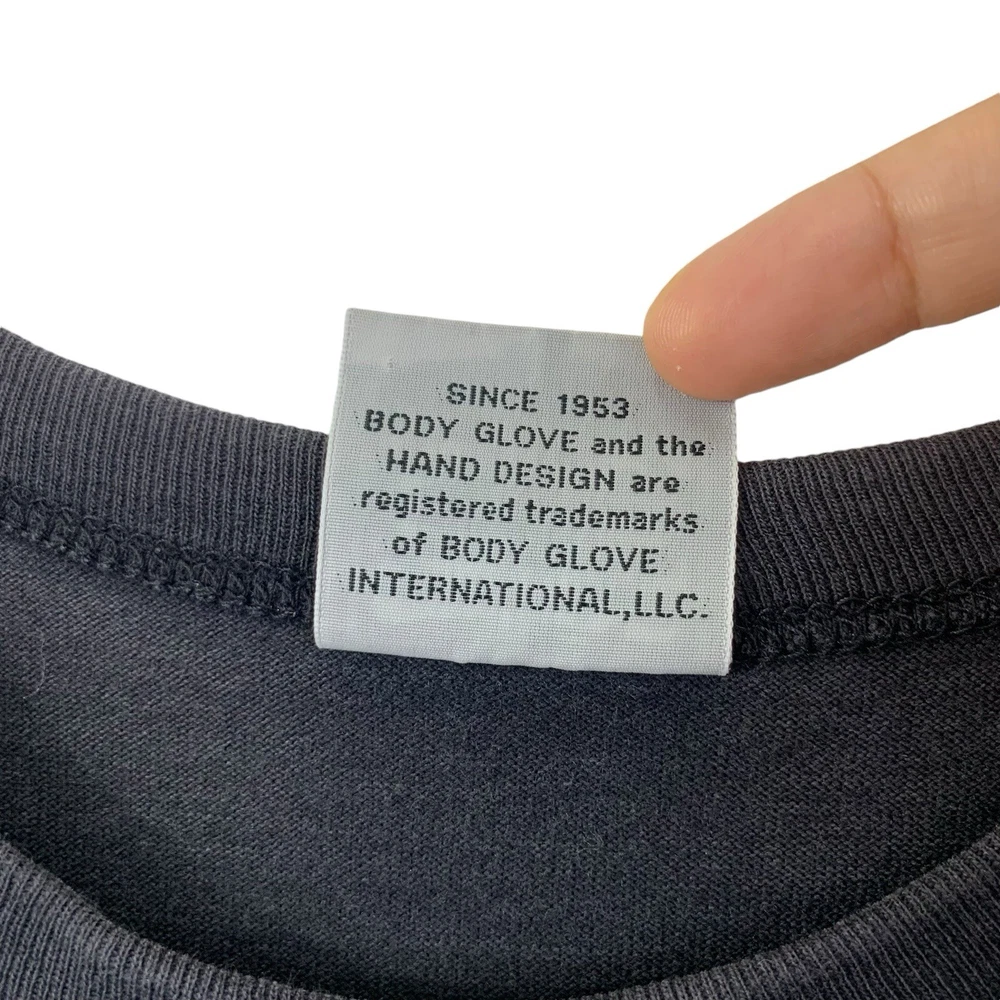 SINCE 1953
BODY GLOVE and the
HAND DESIGN are
registered trademarks
of BODY GLOVE
INTERNATIONAL,LLC.